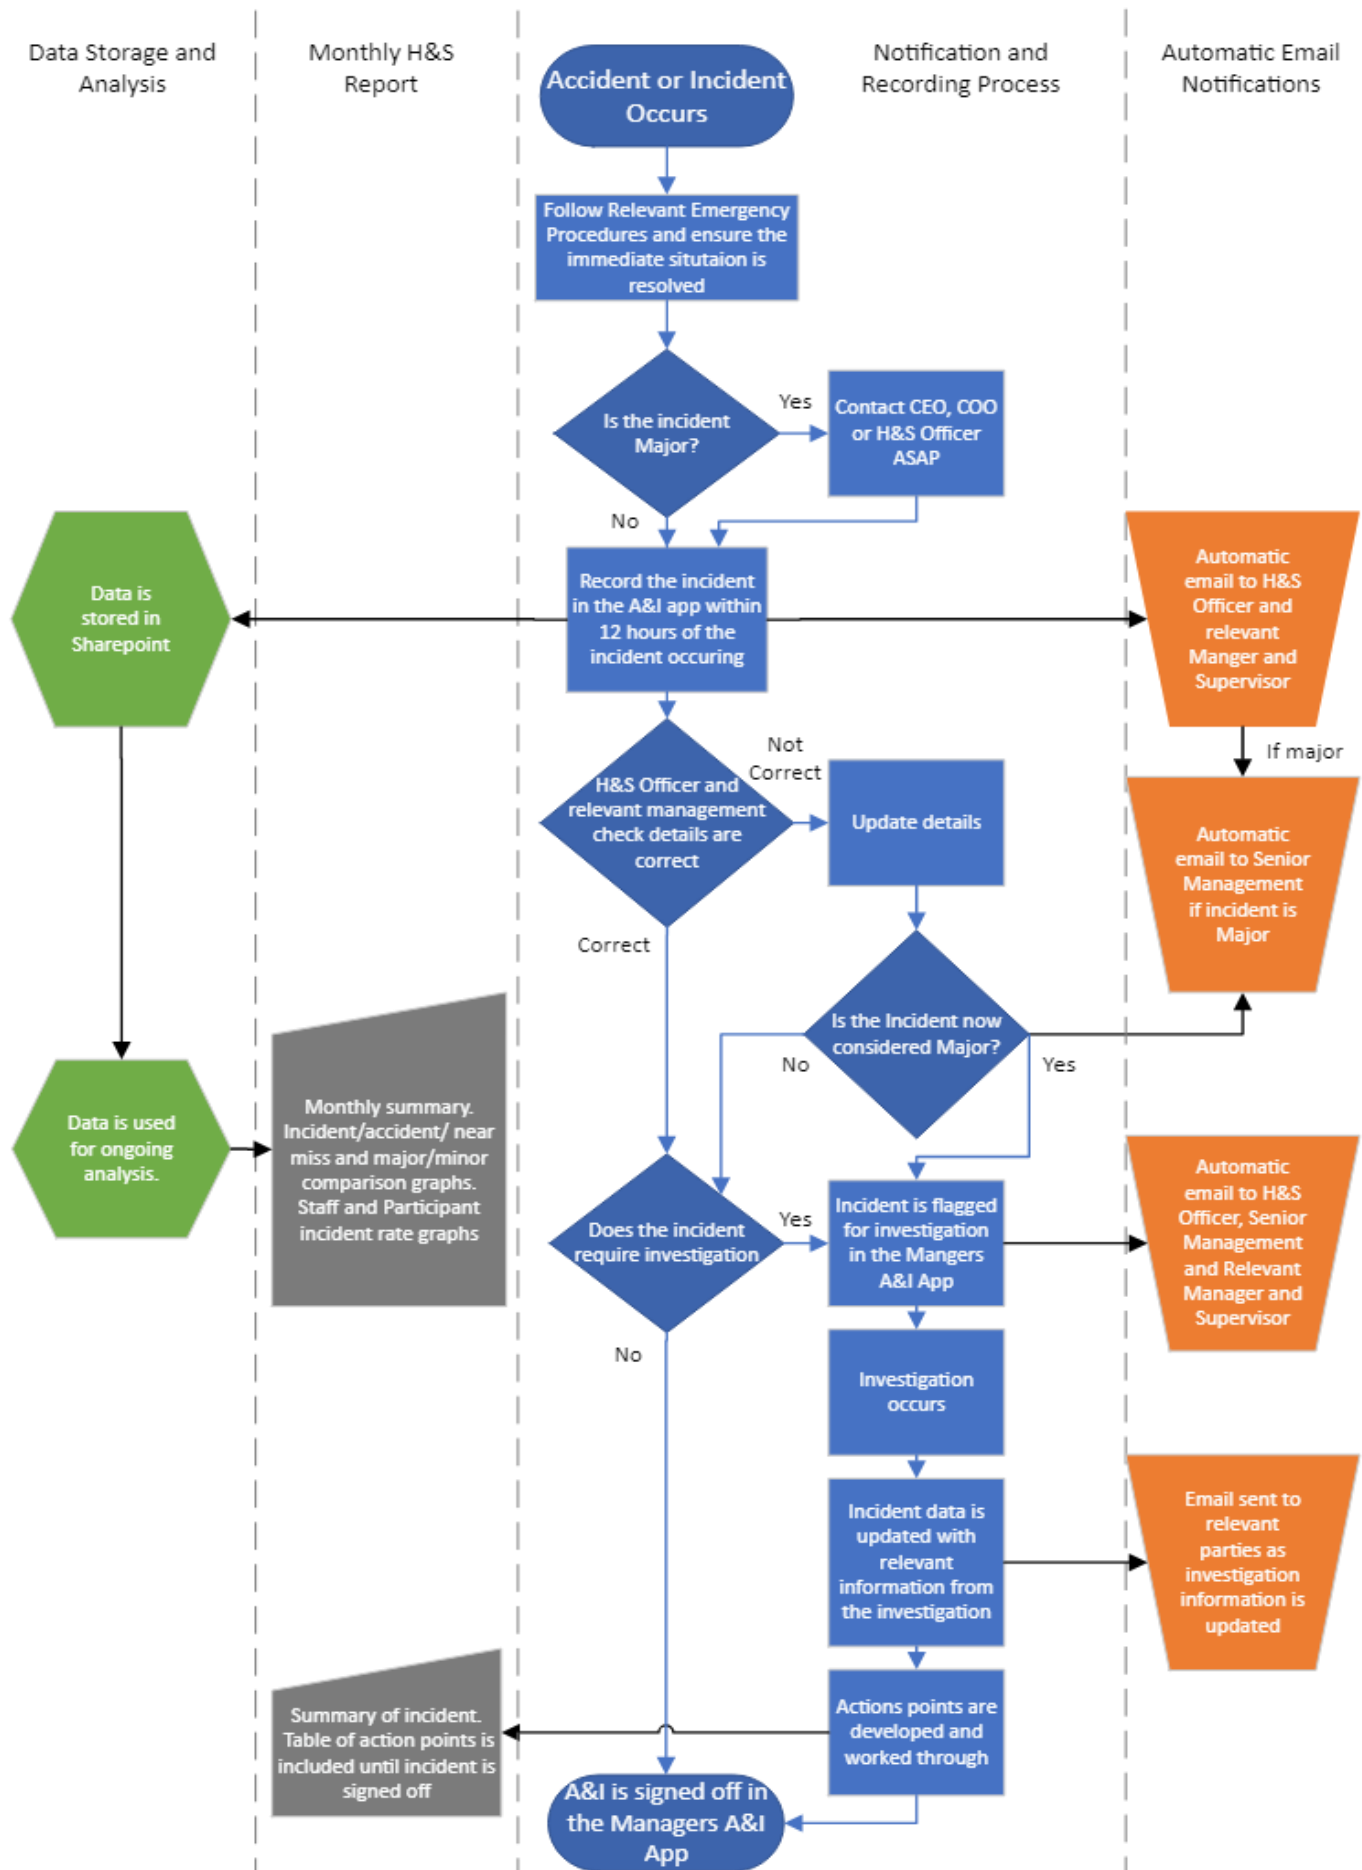 Data Storage and
Analysis
Monthly H&S
Report
Notification and
Recording Process
Automatic Email
Notifications
Accident or Incident
Occurs
Follow Relevant Emergency
Procedures and ensure the
immediate situtaion is
resolved
Is the incident
Major?
Yes
Contact CEO, COO
or H&S Officer
ASAP
No
Record the incident
in the A&I app within
12 hours of the
incident occuring
Data is
stored in
Sharepoint
Automatic
email to H&S
Officer and
relevant
Manger and
Supervisor
If major
H&S Officer and
relevant management
check details are
correct
Not
Correct
Update details
Automatic
email to Senior
Management
if incident is
Major
Correct
Is the Incident now
considered Major?
No
Yes
Data is used
for ongoing
analysis.
Monthly summary.
Incident/accident/ near
miss and major/minor
comparison graphs.
Staff and Participant
incident rate graphs
Does the incident
require investigation
Yes
Incident is flagged
for investigation
in the Mangers
A&I App
Automatic
email to H&S
Officer, Senior
Management
and Relevant
Manager and
Supervisor
No
Investigation
occurs
Incident data is
updated with
relevant
information from
the investigation
Email sent to
relevant
parties as
investigation
information is
updated
Actions points are
developed and
worked through
Summary of incident.
Table of action points is
included until incident is
signed off
A&I is signed off in
the Managers A&I
App